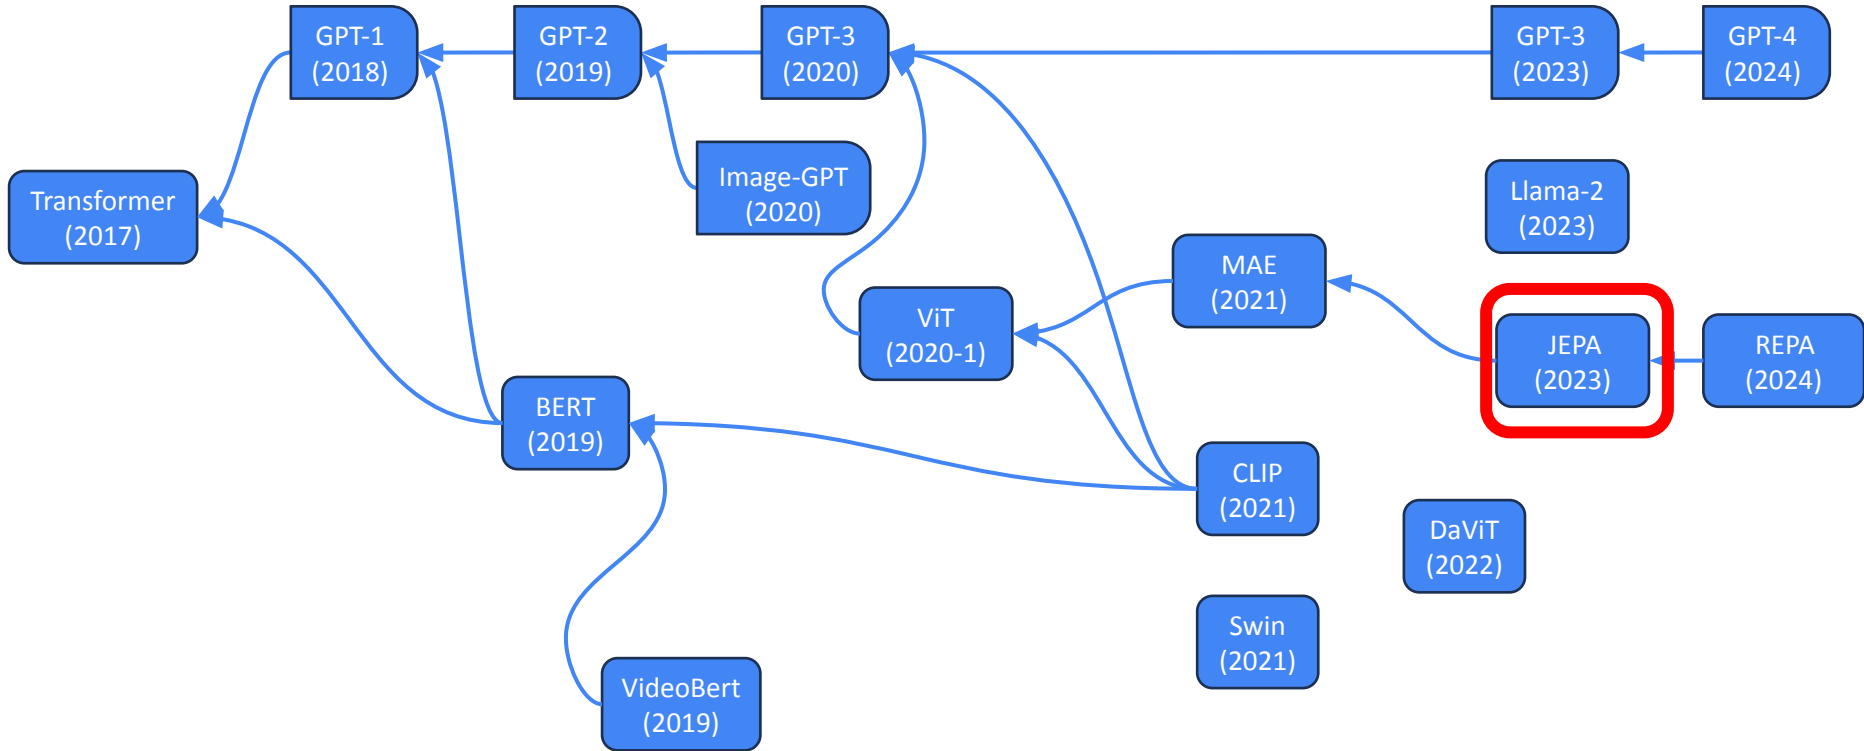 GPT-1
(2018)
GPT-2
(2019)
GPT-3
(2020)
GPT-3
(2023)
GPT-4
(2024)
Transformer
(2017)
Image-GPT
(2020)
Llama-2
(2023)
MAE
(2021)
ViT
(2020-1)
JEPA
(2023)
REPA
(2024)
BERT
(2019)
CLIP
(2021)
DaViT
(2022)
Swin
(2021)
VideoBert
(2019)